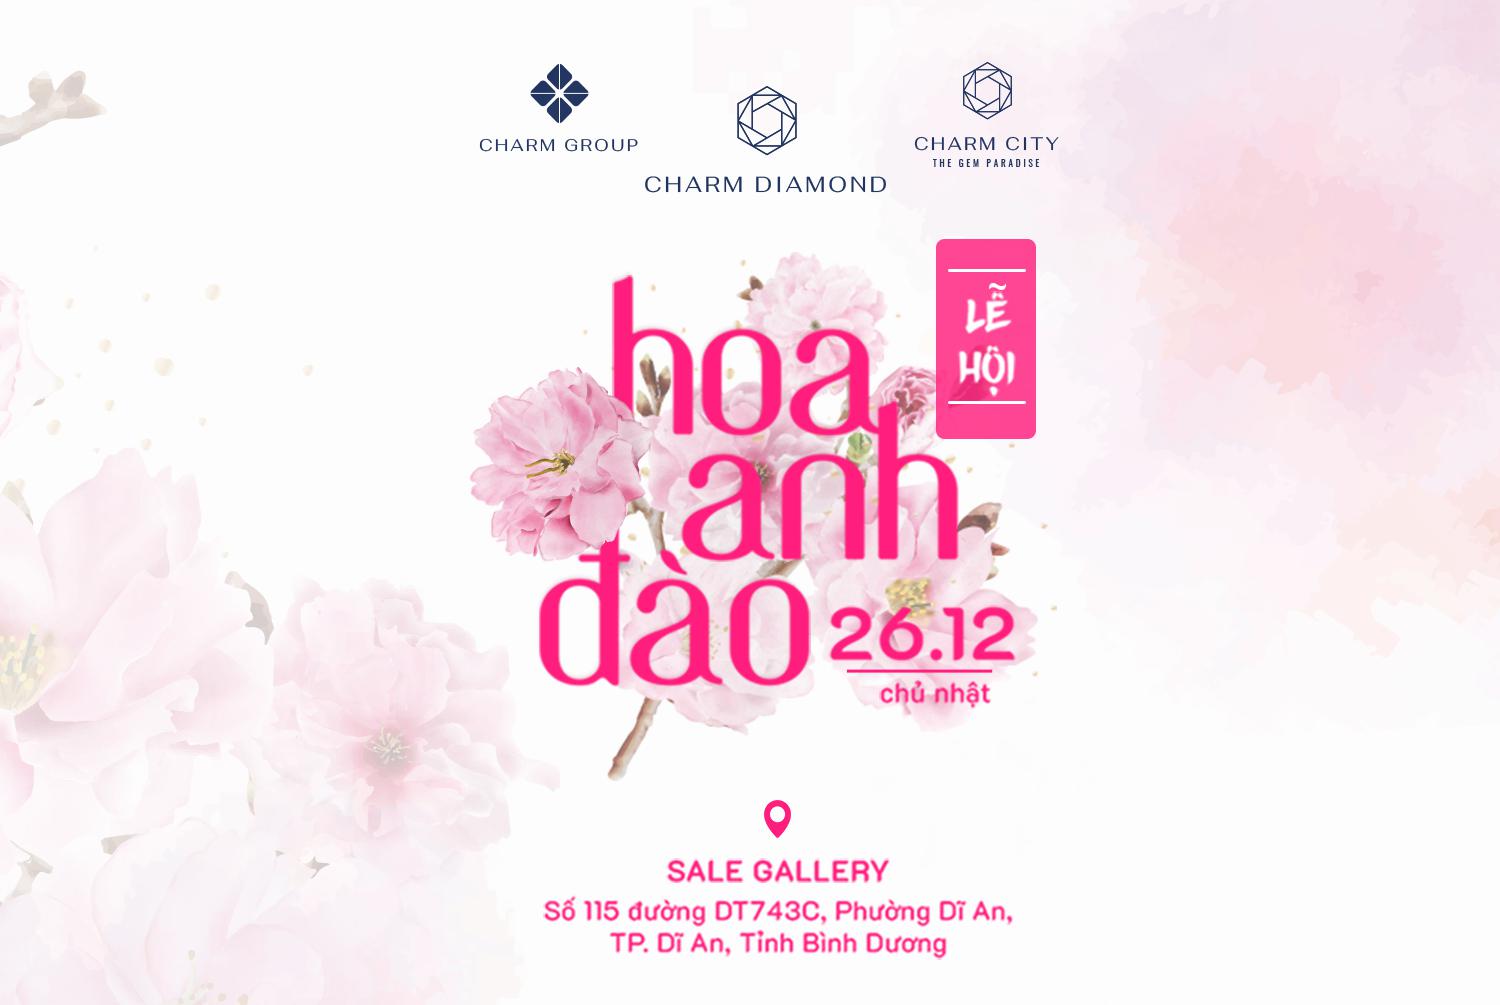 CHARM GROUP
CHARM DIAMOND
CHARM CITY
THE GEM PARADISE
LỄ
HỘI
hoa
anh
đào
26.12
chủ nhật
SALE GALLERY
Số 115 đường DT743C, Phường Dĩ An,
TP. Dĩ An, Tỉnh Bình Dương